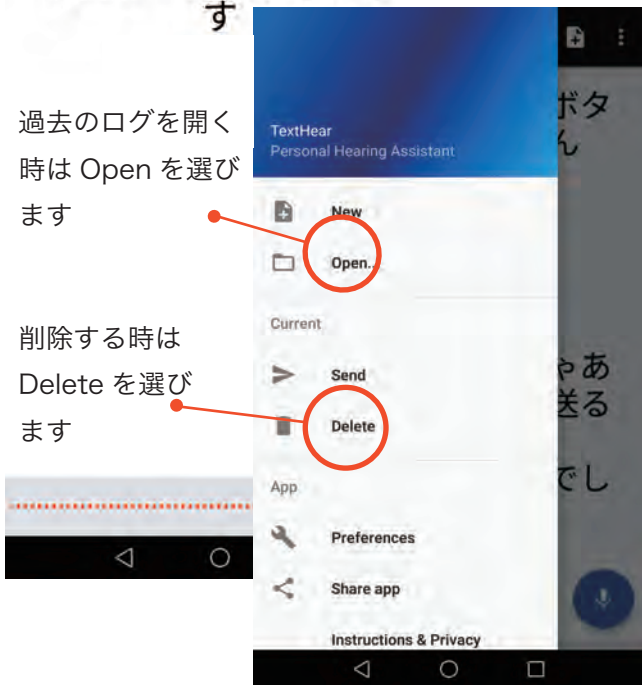 す
過去のログを開く
時は Open を選び
ます
削除する時は
Delete を選び
ます
TextHear
Personal Hearing Assistant
New
Open..
Current
Send
Delete
App
Preferences
Share app
Instructions & Privacy
ボタ
ん
ゃあ
送る
でし